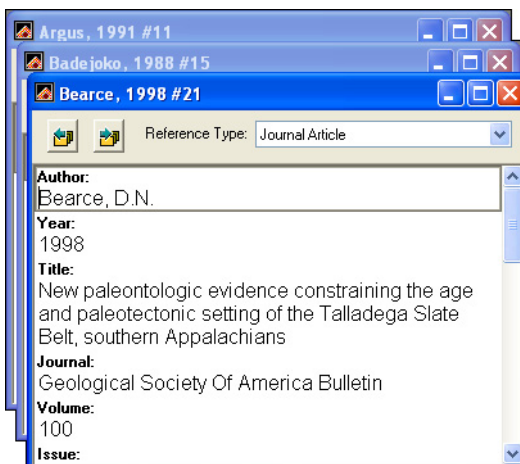 Argus, 1991 #11
Badejoko, 1988 #15
Bearce, 1998 #21
Reference Type: Journal Article
Author:
Bearce, D.N.
Year:
1998
Title:
New paleontologic evidence constraining the age
and paleotectonic setting of the Talladega Slate
Belt, southern Appalachians
Journal:
Geological Society Of America Bulletin
Volume:
100
Issue: